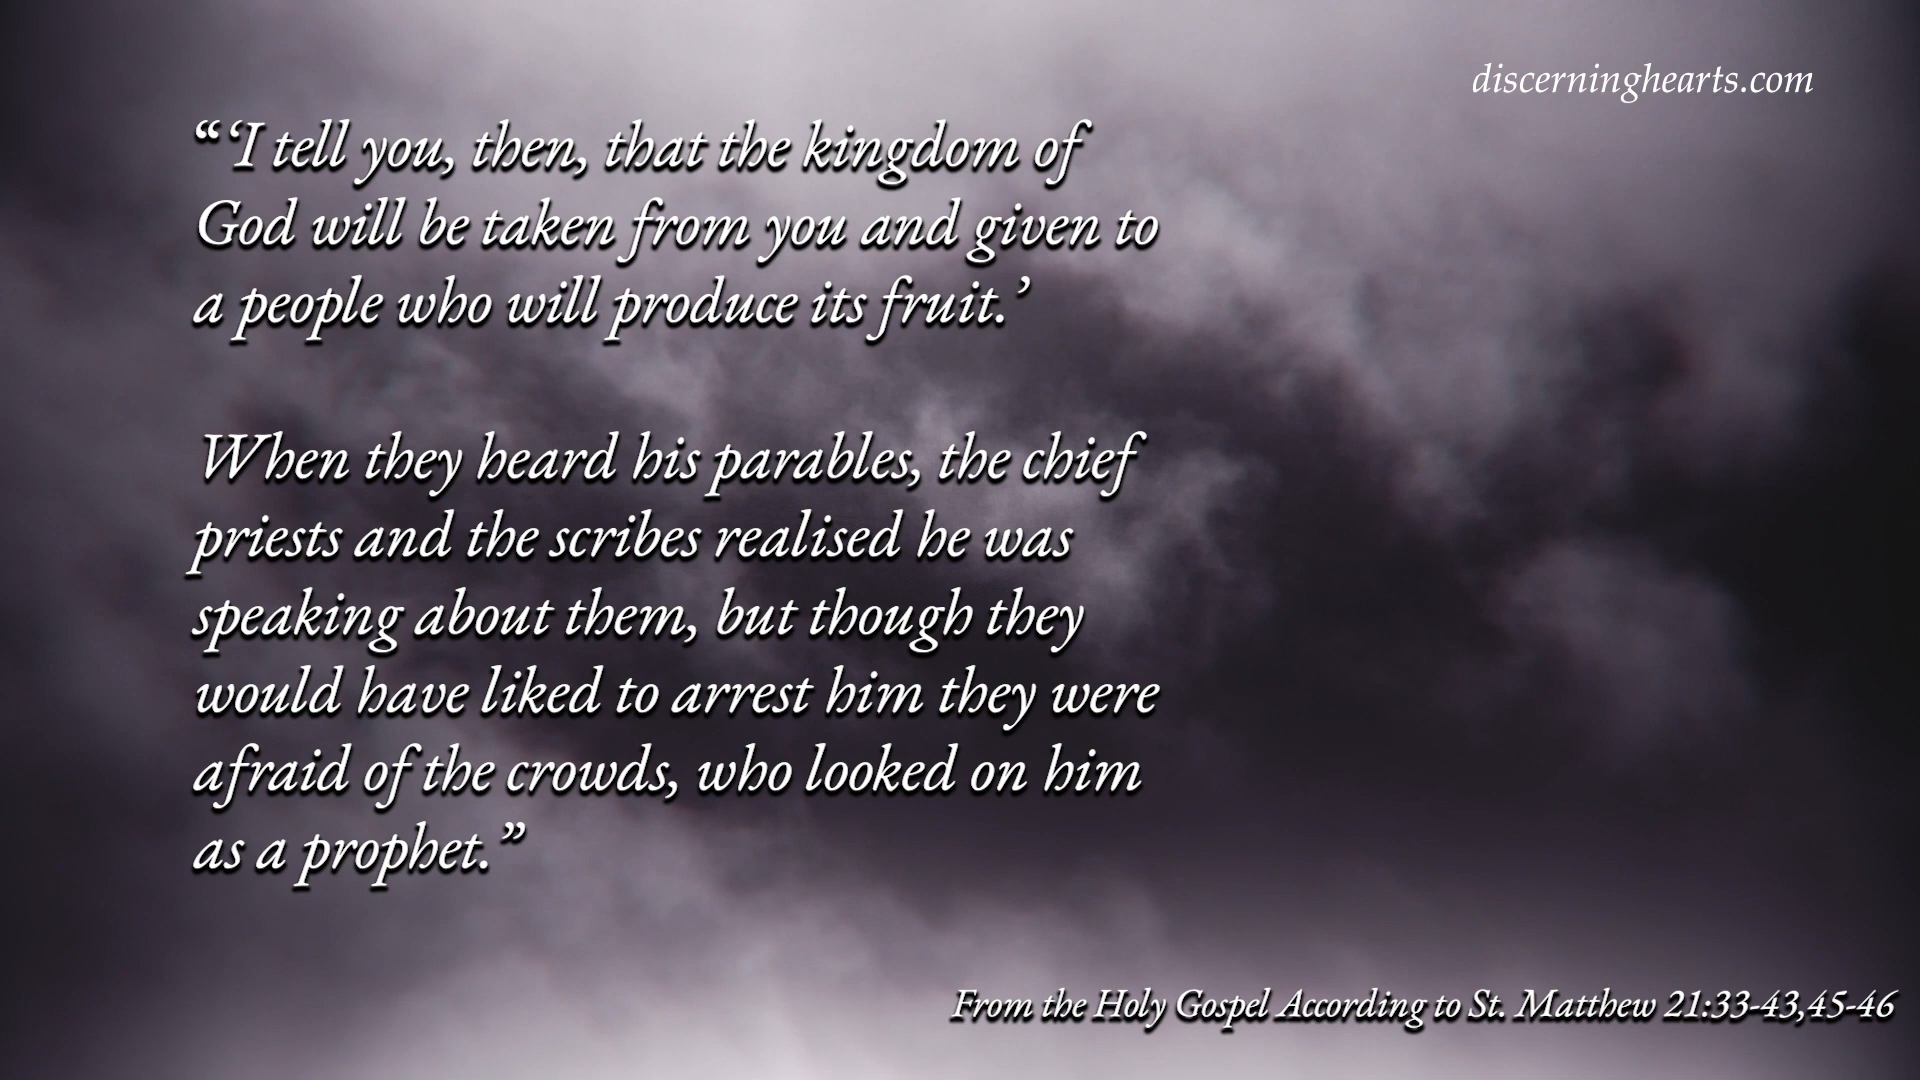 discerninghearts.com
“‘I tell you, then, that the kingdom of
God will be taken from you and given to
a people who will produce its fruit.’
When they heard his parables, the chief
priests and the scribes realised he was
speaking about them, but though they
would have liked to arrest him they were
afraid of the crowds, who looked on him
as a prophet.”
From the Holy Gospel According to St. Matthew 21:33-43,45-46